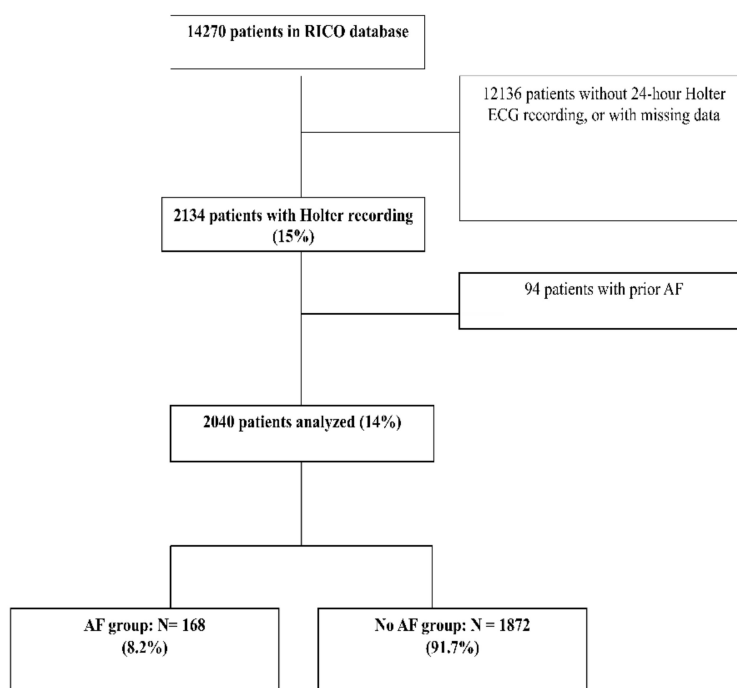 14270 patients in RICO database
12136 patients without 24-hour Holter
ECG recording, or with missing data
2134 patients with Holter recording
(15%)
94 patients with prior AF
2040 patients analyzed (14%)
AF group: N= 168
(8.2%)
No AF group: N = 1872
(91.7%)